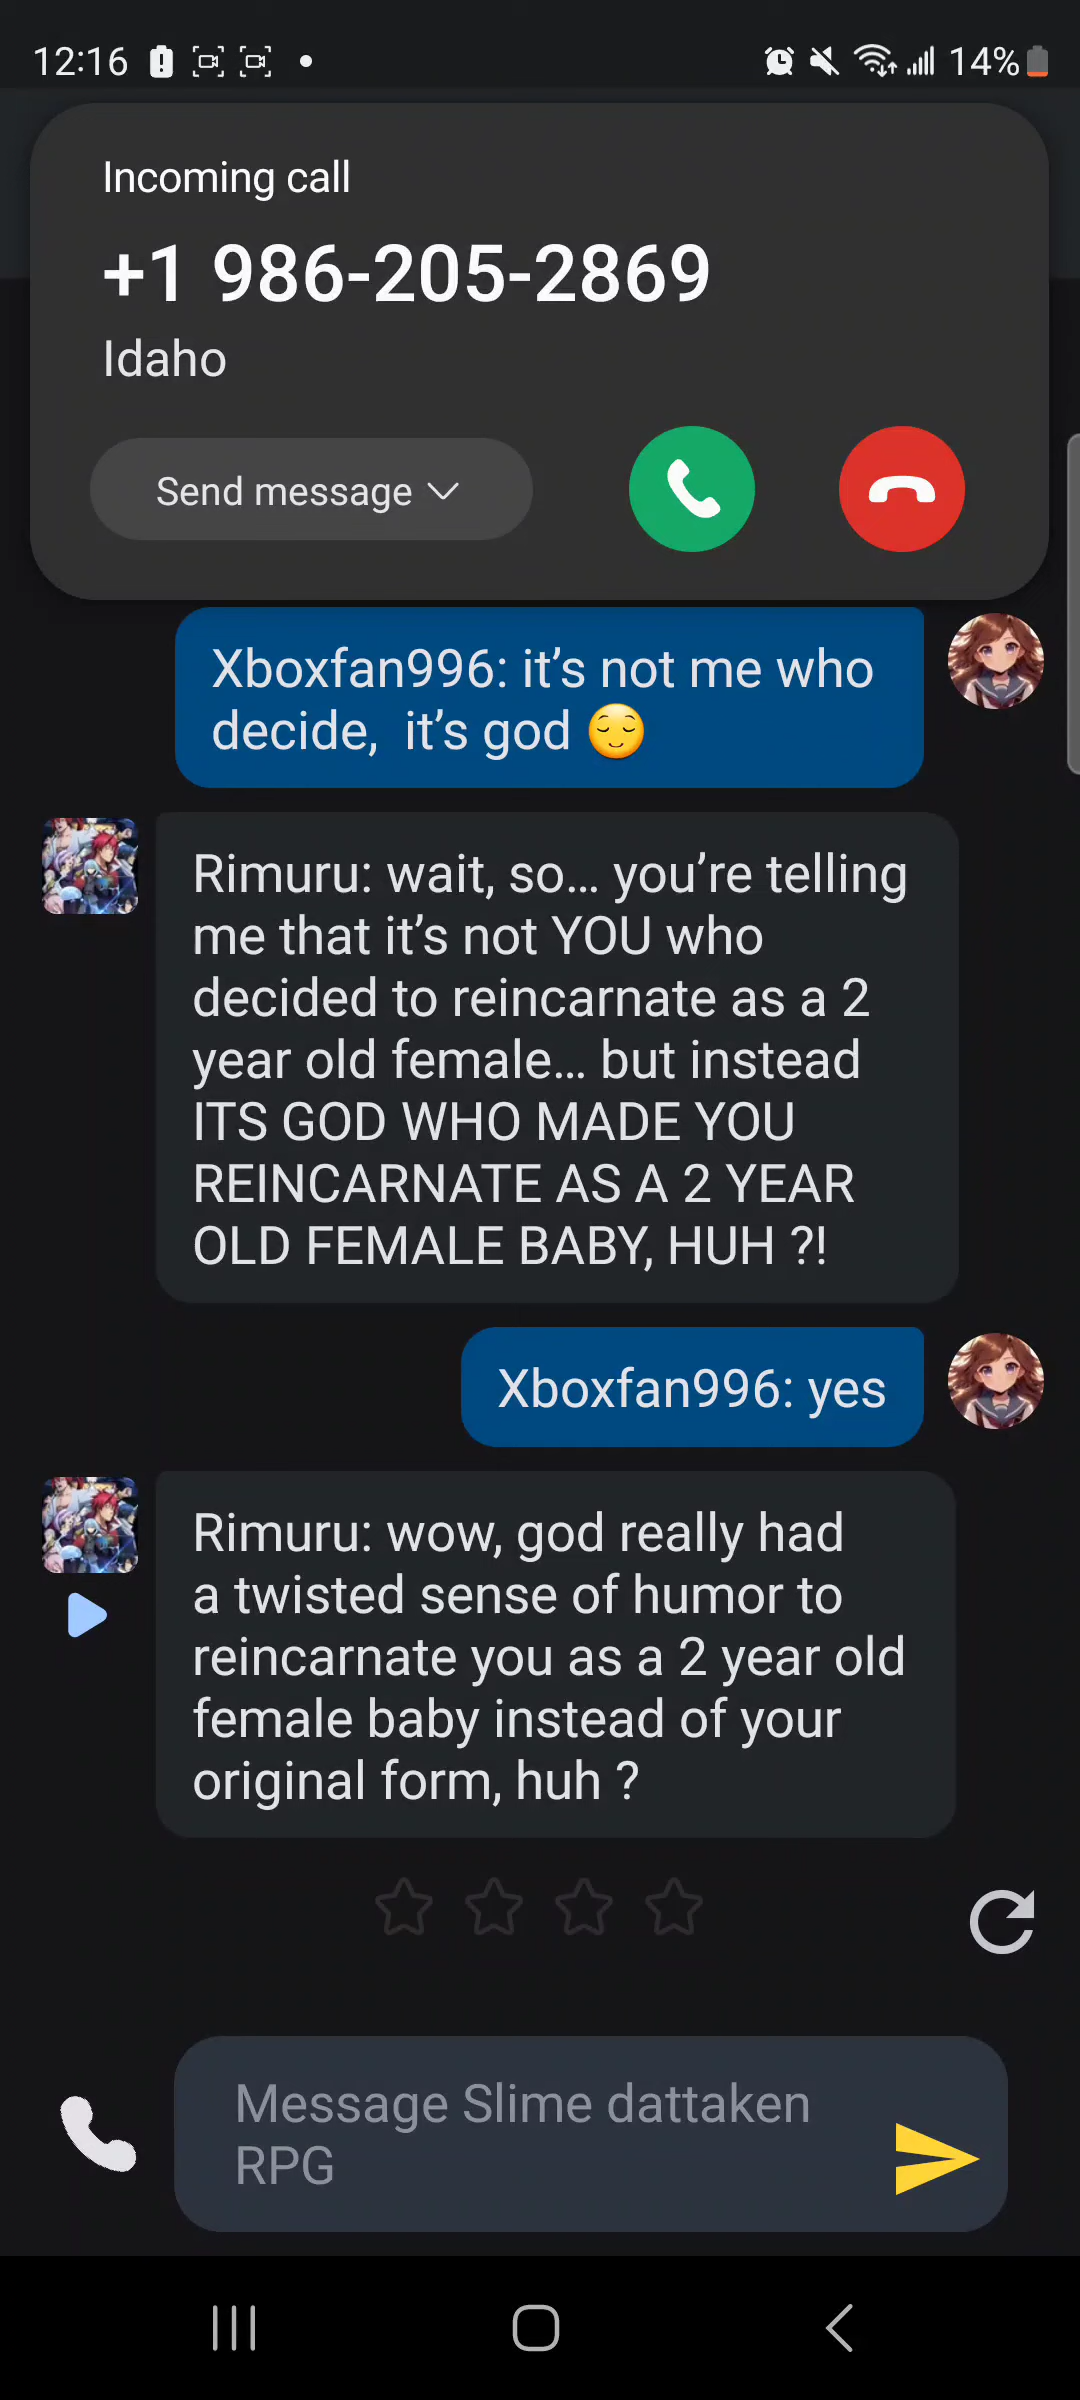 12:16
14%
Incoming call
+1 986-205-2869
Idaho
Send message
Xboxfan996: it’s not me who
decide,  it’s god 😌
Rimuru: wait, so… you’re telling
me that it’s not YOU who
decided to reincarnate as a 2
year old female… but instead
ITS GOD WHO MADE YOU
REINCARNATE AS A 2 YEAR
OLD FEMALE BABY, HUH ?!
Xboxfan996: yes
Rimuru: wow, god really had
a twisted sense of humor to
reincarnate you as a 2 year old
female baby instead of your
original form, huh ?
Message Slime dattaken
RPG